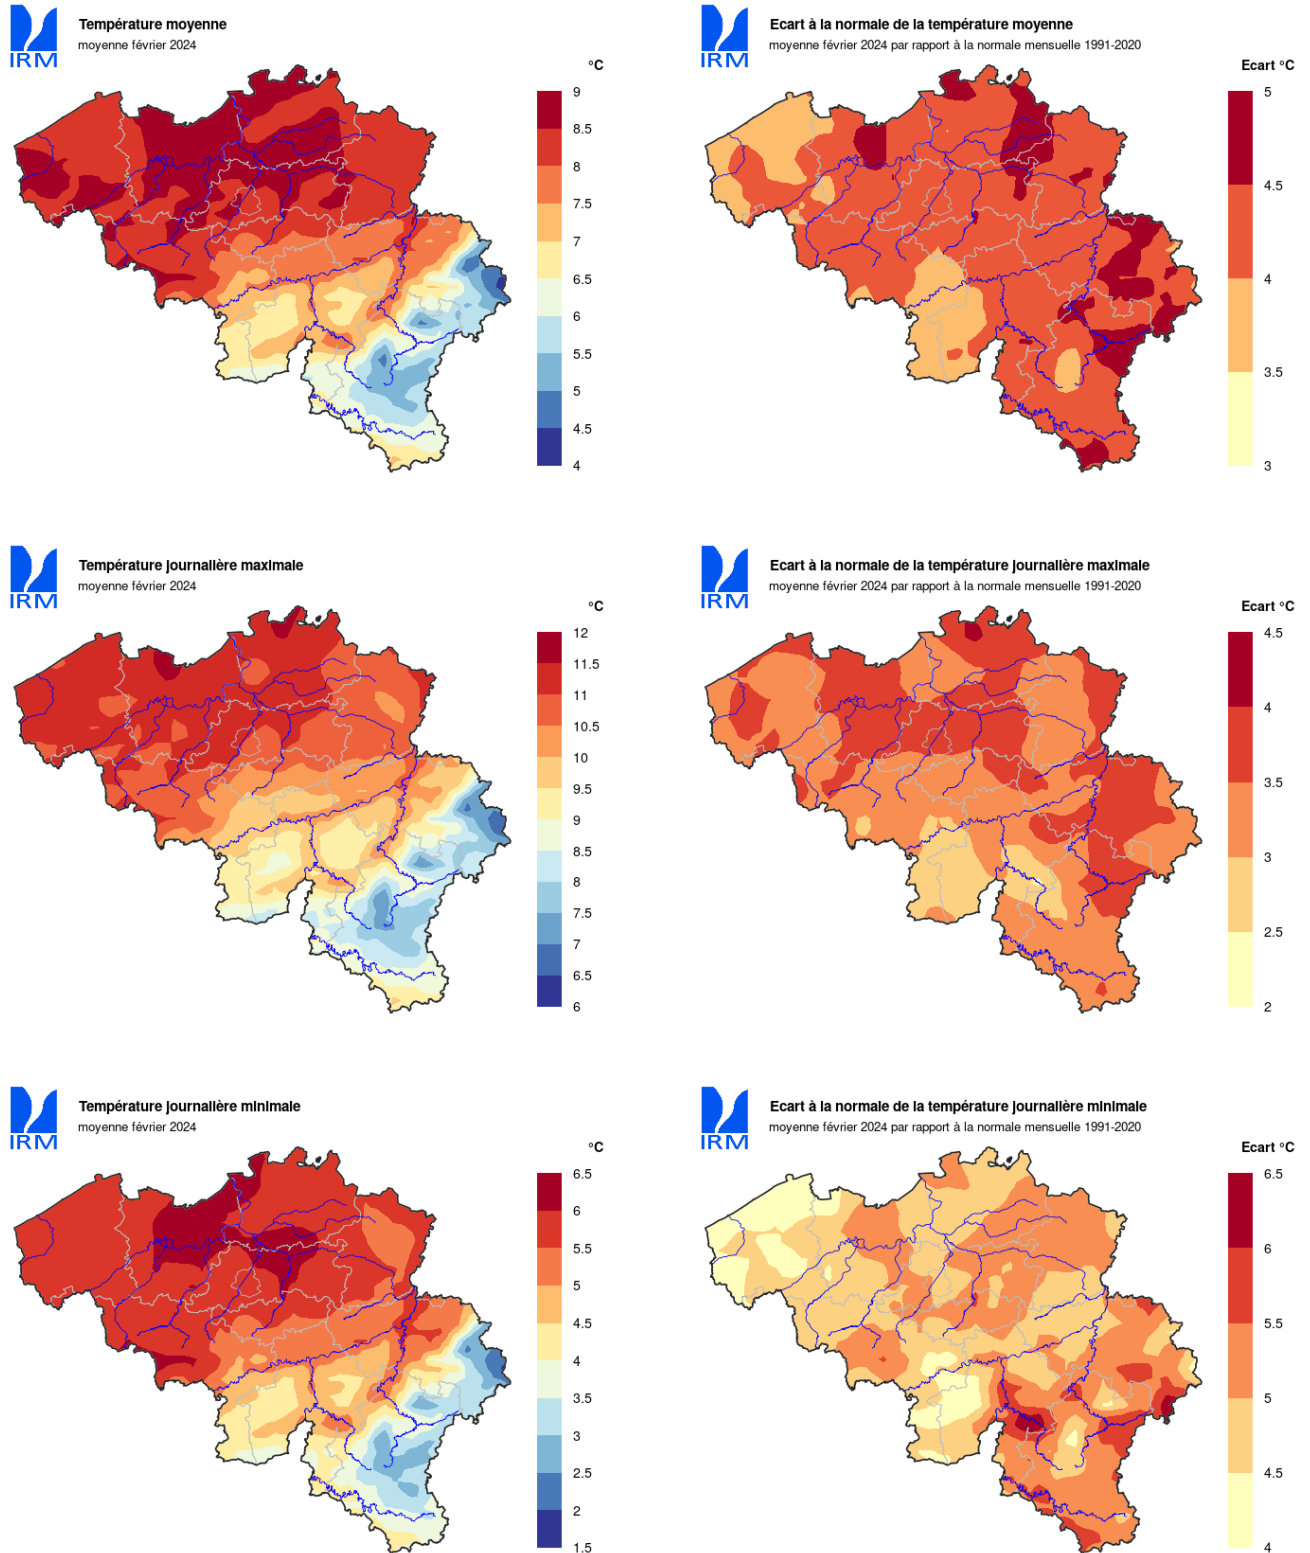 Température moyenne
moyenne février 2024
IRM
°C
9
8.5
8
7.5
7
6.5
6
5.5
5
4.5
4
Ecart à la normale de la température moyenne
moyenne février 2024 par rapport à la normale mensuelle 1991-2020
IRM
Ecart °C
5
4.5
4
3.5
3
Température journalière maximale
moyenne février 2024
IRM
°C
12
11.5
11
10.5
10
9.5
9
8.5
8
7.5
7
6.5
6
Ecart à la normale de la température journalière maximale
moyenne février 2024 par rapport à la normale mensuelle 1991-2020
IRM
Ecart °C
4.5
4
3.5
3
2.5
2
Température journalière minimale
moyenne février 2024
IRM
°C
6.5
6
5.5
5
4.5
4
3.5
3
2.5
2
1.5
Ecart à la normale de la température journalière minimale
moyenne février 2024 par rapport à la normale mensuelle 1991-2020
IRM
Ecart °C
6.5
6
5.5
5
4.5
4